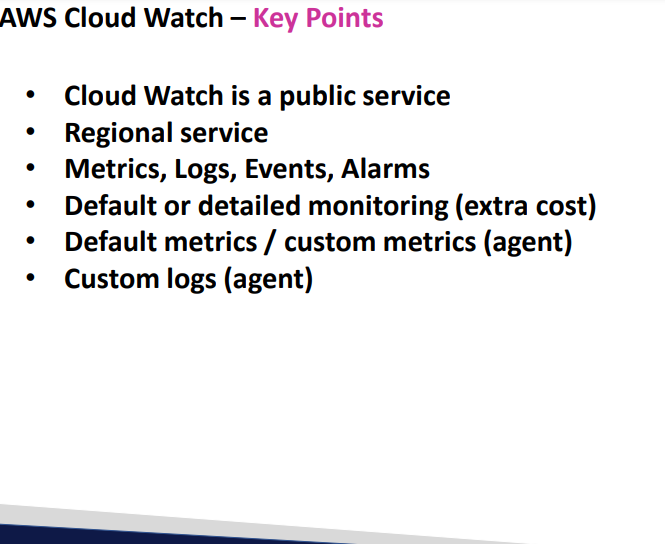 AWS Cloud Watch – Key Points
• Cloud Watch is a public service
• Regional service
• Metrics, Logs, Events, Alarms
• Default or detailed monitoring (extra cost)
• Default metrics / custom metrics (agent)
• Custom logs (agent)